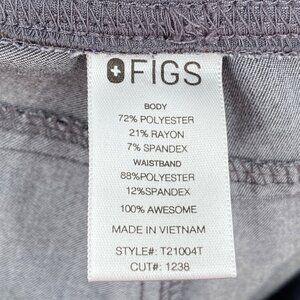 FIGS
BODY
72% POLYESTER
21% RAYON
7% SPANDEX
WAISTBAND
88%POLYESTER
12%SPANDEX
100% AWESOME
MADE IN VIETNAM
STYLE#: T21004T
CUT#: 1238